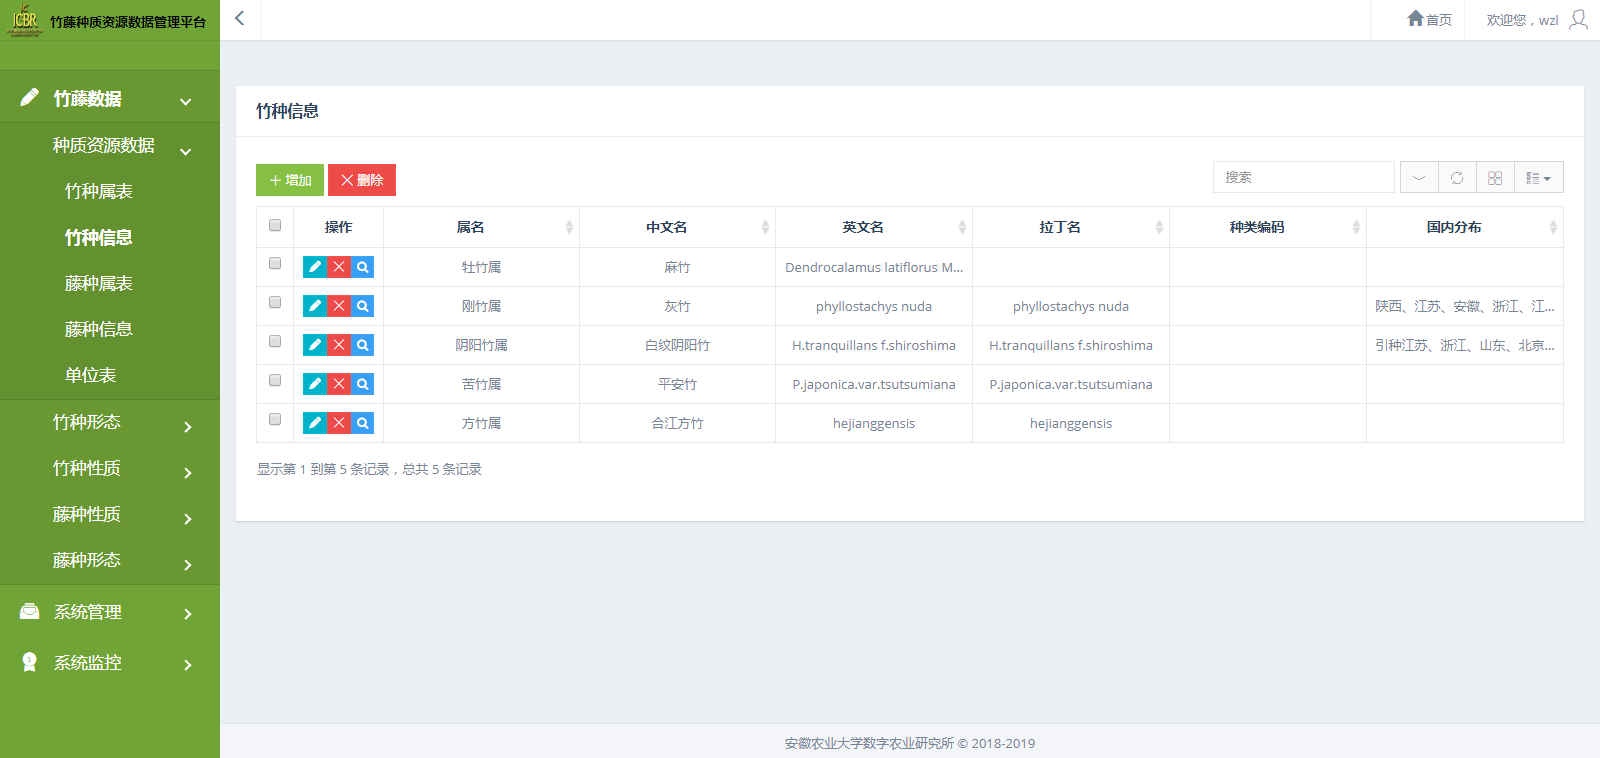 ICBR 竹藤种质资源数据管理平台
首页
欢迎您，wzl
竹藤数据
种质资源数据
竹种属表
竹种信息
藤种属表
藤种信息
单位表
竹种形态
竹种性质
藤种性质
藤种形态
系统管理
系统监控
竹种信息
增加 删除
搜索
操作 属名 中文名 英文名 拉丁名 种类编码 国内分布
牡竹属 麻竹 Dendrocalamus latiflorus M...
刚竹属 灰竹 phyllostachys nuda phyllostachys nuda 陕西、江苏、安徽、浙江、江...
阴阳竹属 白纹阴阳竹 H.tranquillans f.shiroshima H.tranquillans f.shiroshima 引种江苏、浙江、山东、北京...
苦竹属 平安竹 P.japonica.var.tsutsumiana P.japonica.var.tsutsumiana
方竹属 合江方竹 hejianggensis hejianggensis
显示第 1 到第 5 条记录，总共 5 条记录
安徽农业大学数字农业研究所 © 2018-2019